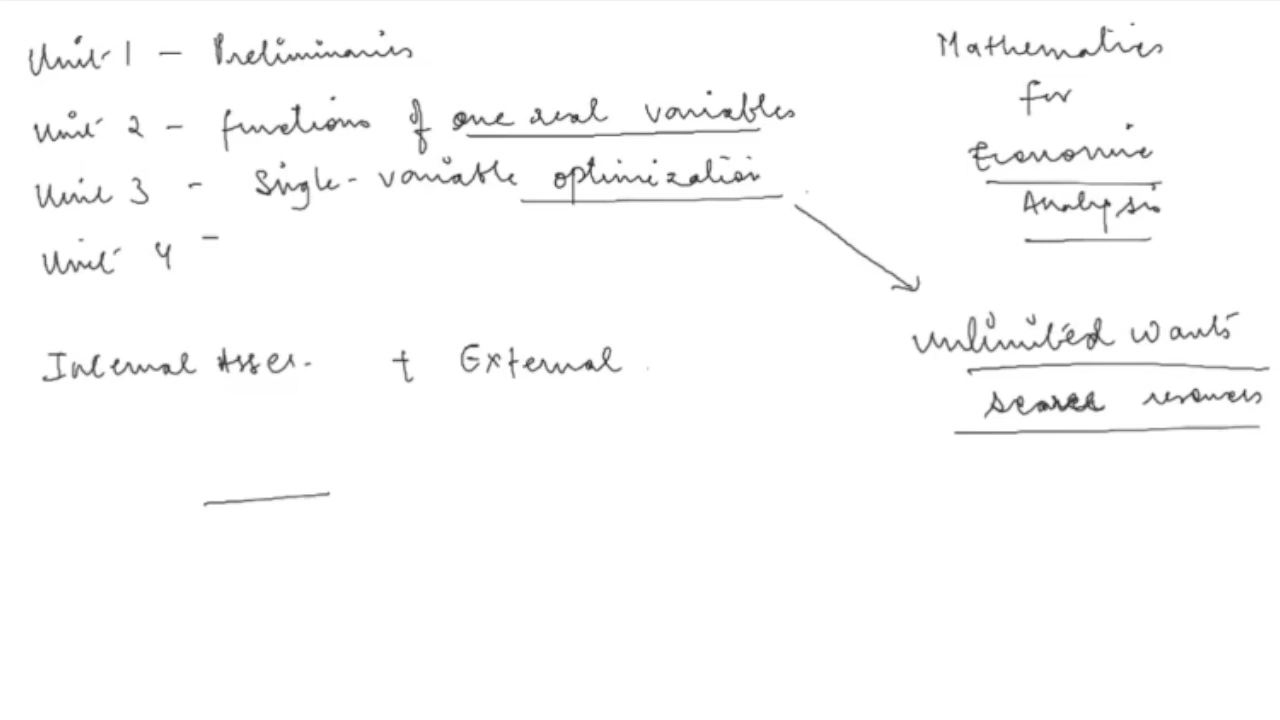 Unit 1 - Preliminaries
Unit 2 - functions of one real variables
Unit 3 - Single-variable optimization
Unit 4 -
Internal Asses. + External
Mathematics
for
Economic
Analysis
Unlimited wants
scarce resources